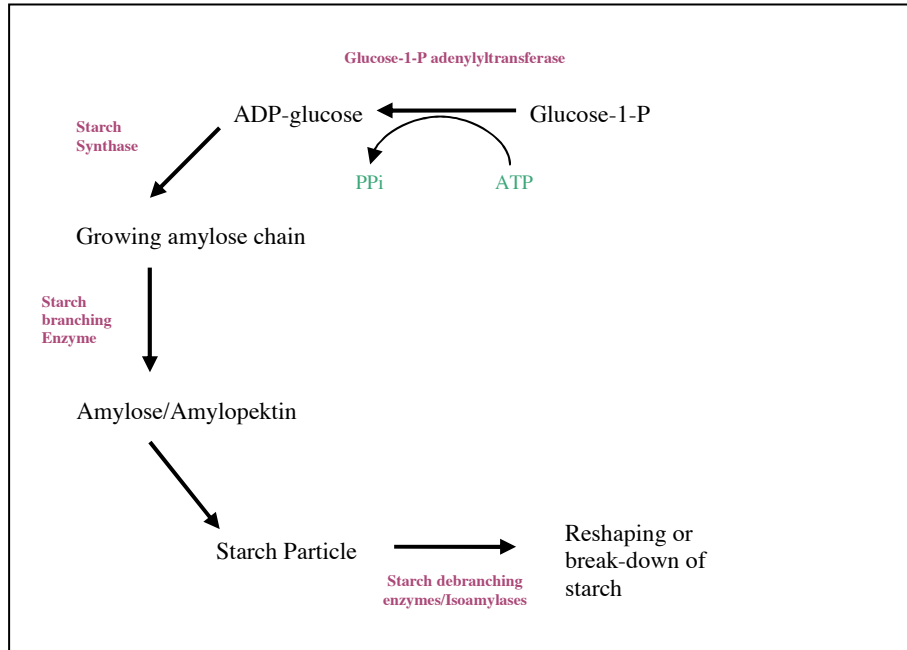 Glucose-1-P adenylyltransferase
ADP-glucose
Glucose-1-P
Starch
Synthase
PPi
ATP
Growing amylose chain
Starch
branching
Enzyme
Amylose/Amylopektin
Starch Particle
Starch debranching
enzymes/Isoamylases
Reshaping or
break-down of
starch